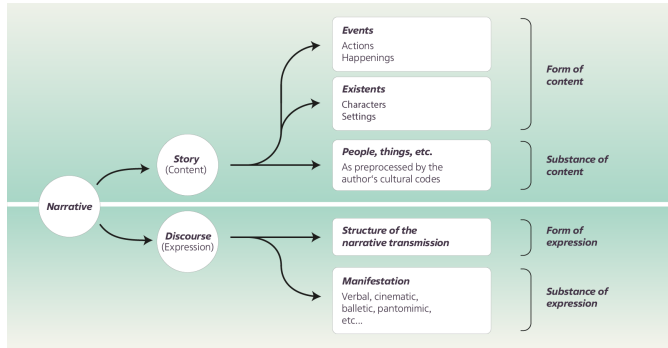 Narrative
Story
(Content)
Discourse
(Expression)
Events
Actions
Happenings
Existents
Characters
Settings
People, things, etc.
As preprocessed by the
author's cultural codes
Structure of the
narrative transmission
Manifestation
Verbal, cinematic,
balletic, pantomimic,
etc...
Form of
content
Substance of
content
Form of
expression
Substance of
expression